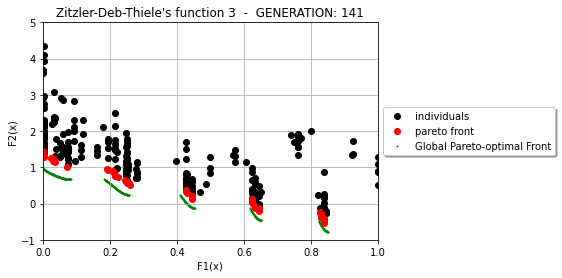 Zitzler-Deb-Thiele's function 3 - GENERATION: 141
5
4
3
2
1
0
−1
F2(x)
0.0 0.2 0.4 0.6 0.8 1.0
F1(x)
individuals
pareto front
Global Pareto-optimal Front